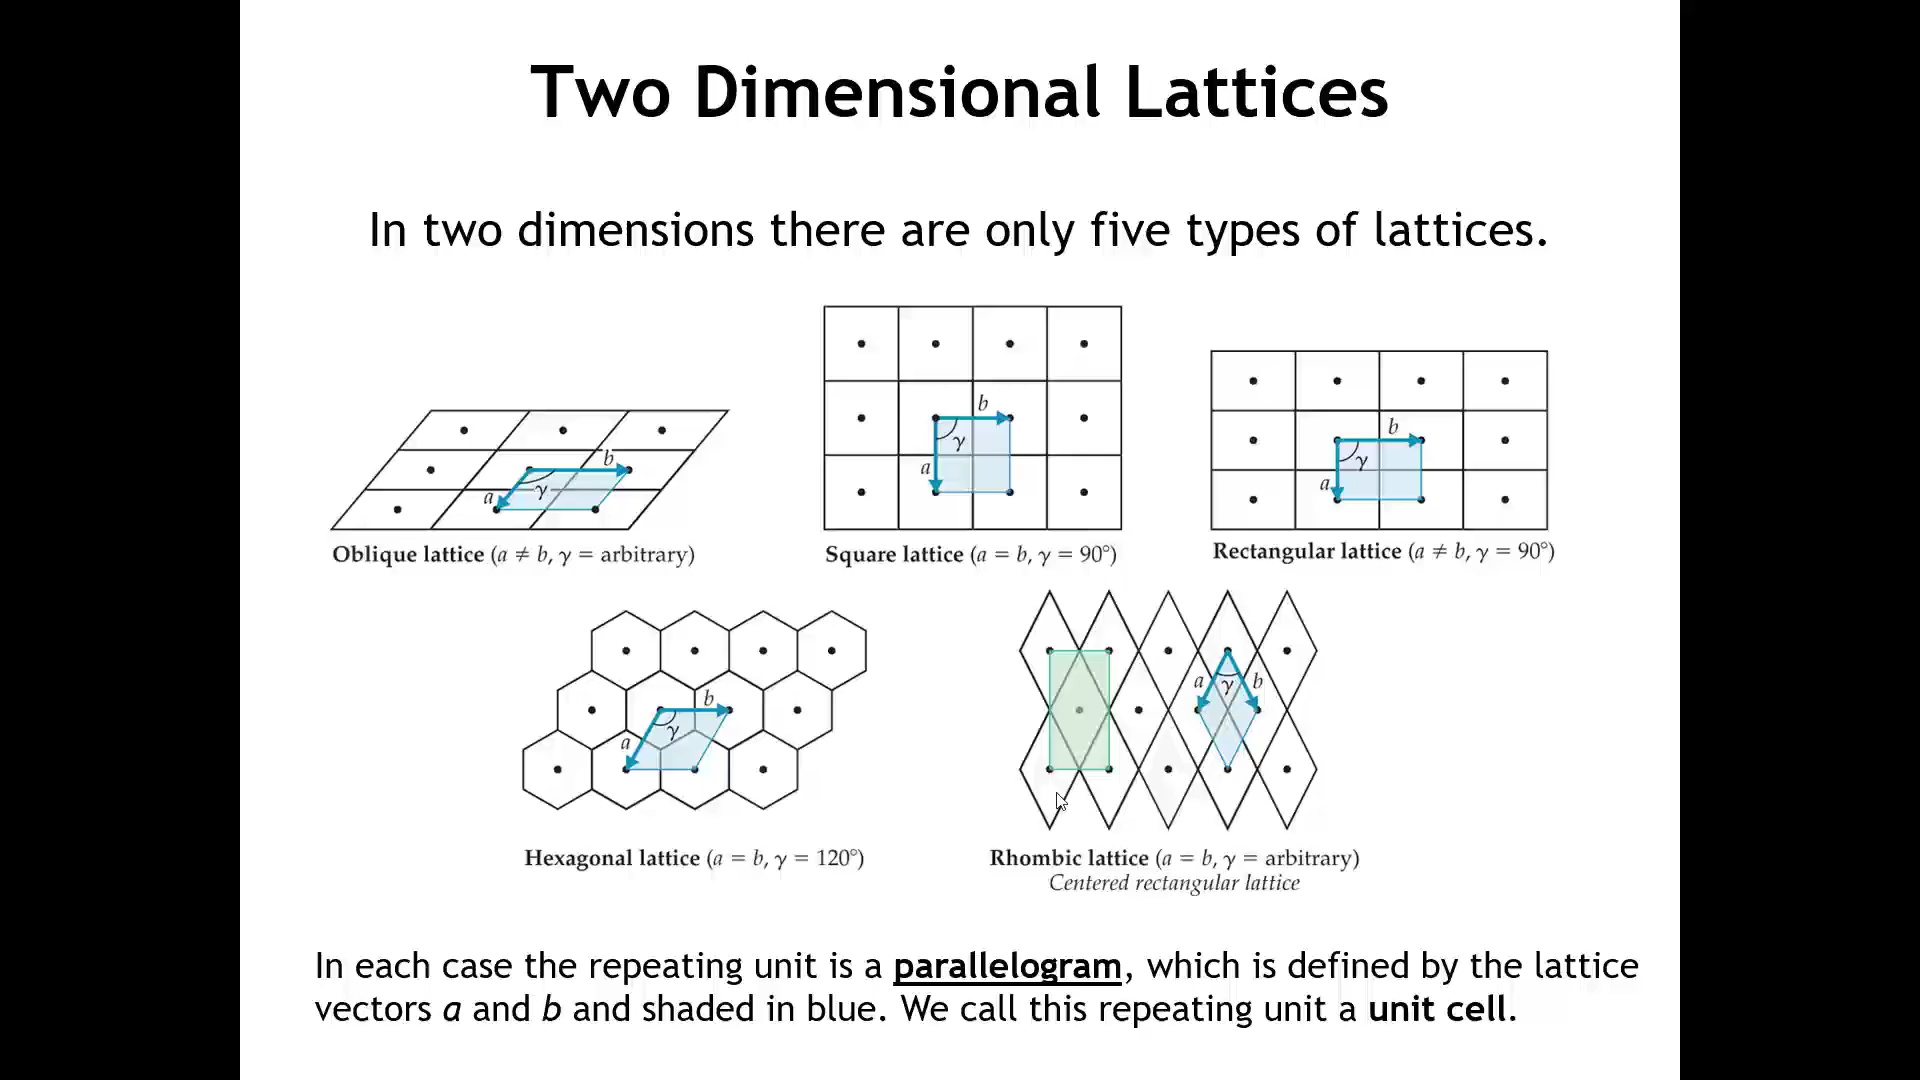 Two Dimensional Lattices
In two dimensions there are only five types of lattices.
b
a
γ
Oblique lattice (a ≠ b, γ = arbitrary)
b
γ
a
Square lattice (a = b, γ = 90°)
b
γ
a
Rectangular lattice (a ≠ b, γ = 90°)
b
γ
a
Hexagonal lattice (a = b, γ = 120°)
a
γ
b
Rhombic lattice (a = b, γ = arbitrary)
Centered rectangular lattice
In each case the repeating unit is a parallelogram, which is defined by the lattice
vectors a and b and shaded in blue. We call this repeating unit a unit cell.